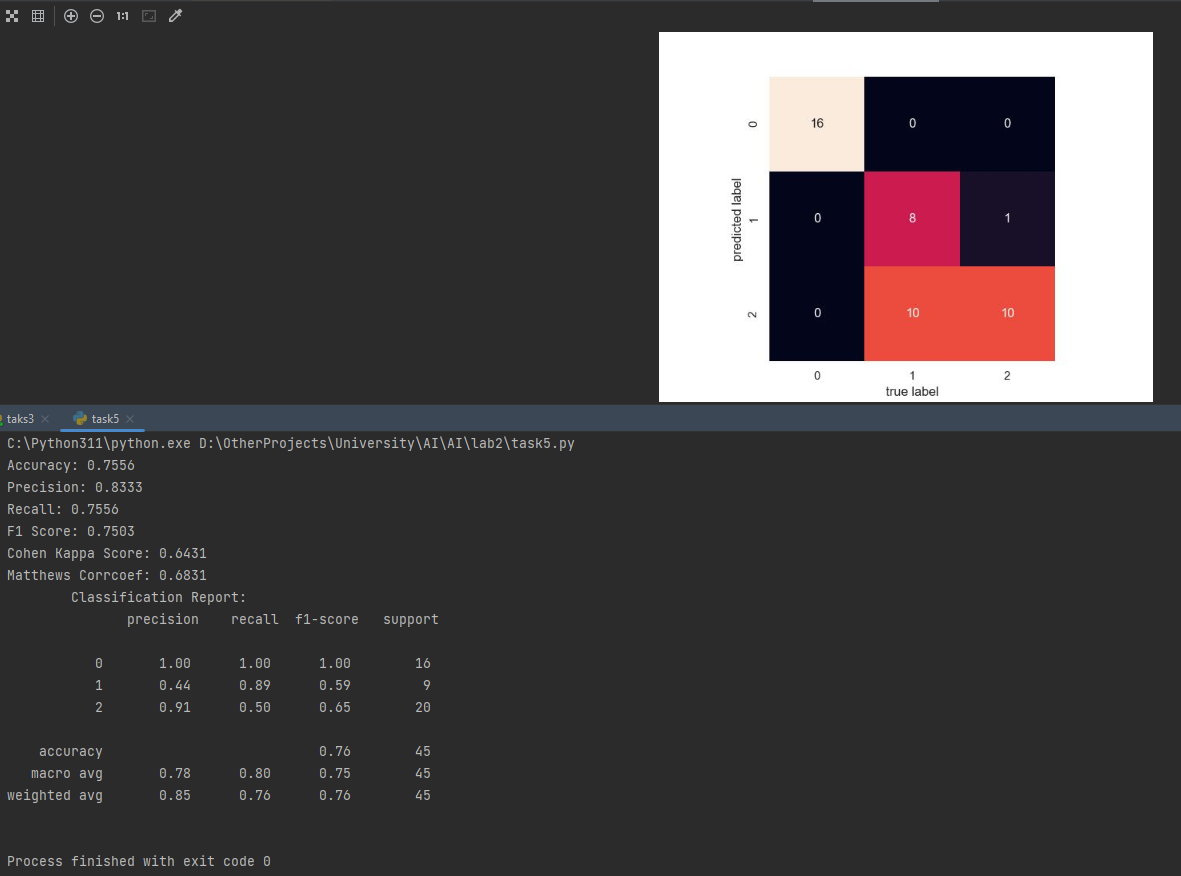 1:1
0
16
0
0
predicted label
1
0
8
1
2
0
10
10
0
1
2
true label
taks3
task5
C:\Python311\python.exe D:\OtherProjects\University\AI\AI\lab2\task5.py
Accuracy: 0.7556
Precision: 0.8333
Recall: 0.7556
F1 Score: 0.7503
Cohen Kappa Score: 0.6431
Matthews Corrcoef: 0.6831
Classification Report:
precision recall f1-score support
0 1.00 1.00 1.00 16
1 0.44 0.89 0.59 9
2 0.91 0.50 0.65 20
accuracy 0.76 45
macro avg 0.78 0.80 0.75 45
weighted avg 0.85 0.76 0.76 45
Process finished with exit code 0